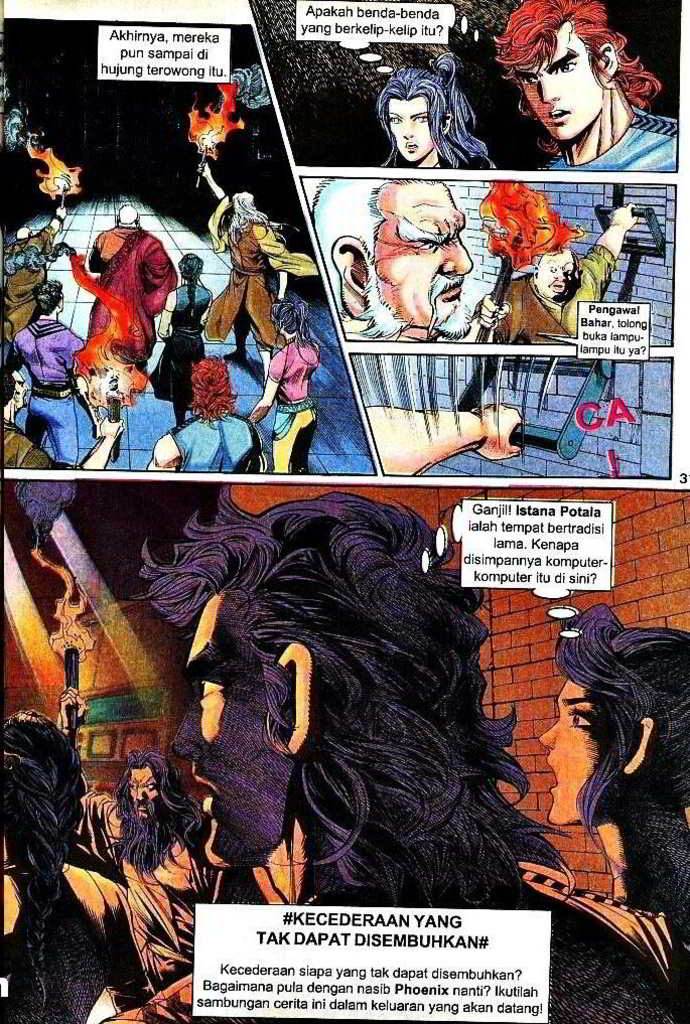 Akhirnya, mereka
pun sampai di
hujung terowong itu.
Apakah benda-benda
yang berkelip-kelip itu?
Pengawal
Bahar, tolong
buka lampu-
lampu itu ya?
CA
!
Ganjil! Istana Potala
ialah tempat bertradisi
lama. Kenapa
disimpannya komputer-
komputer itu di sini?
#KECEDERAAN YANG
TAK DAPAT DISEMBUHKAN#
Kecederaan siapa yang tak dapat disembuhkan?
Bagaimana pula dengan nasib Phoenix nanti? Ikutilah
sambungan cerita ini dalam keluaran yang akan datang!